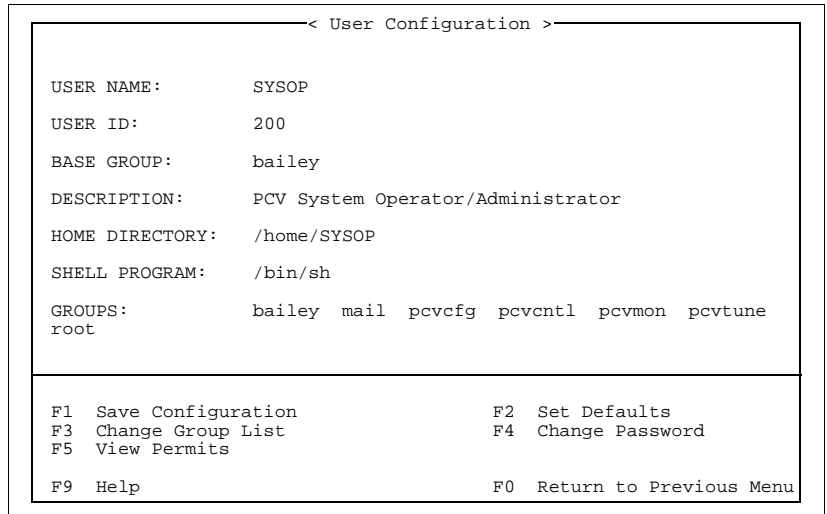 < User Configuration >
USER NAME: SYSOP
USER ID: 200
BASE GROUP: bailey
DESCRIPTION: PCV System Operator/Administrator
HOME DIRECTORY: /home/SYSOP
SHELL PROGRAM: /bin/sh
GROUPS: bailey mail pcvcfg pcvcntl pcvmon pcvtune
root
F1 Save Configuration F2 Set Defaults
F3 Change Group List F4 Change Password
F5 View Permits
F9 Help F0 Return to Previous Menu